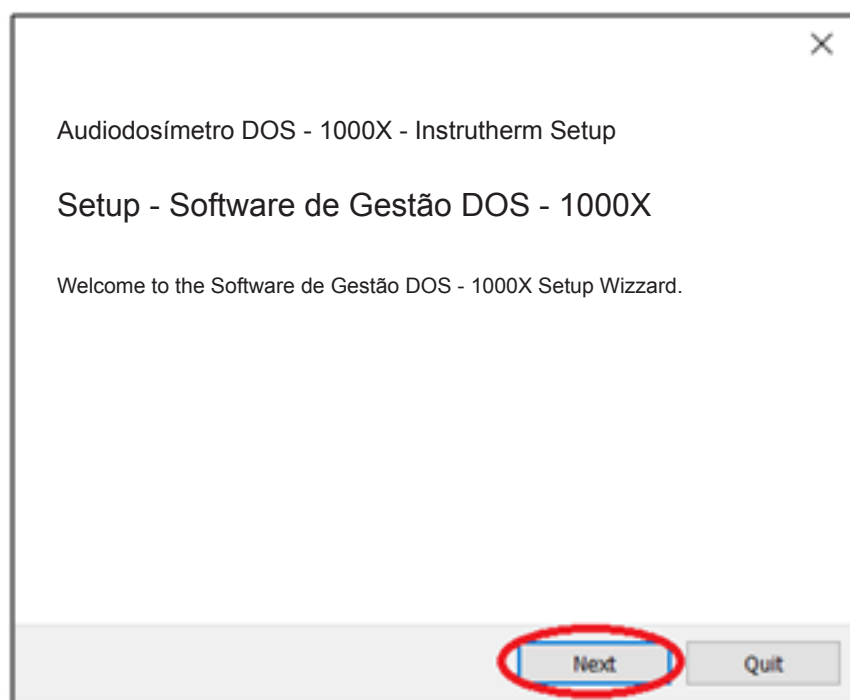 Audiodosímetro DOS - 1000X - Instrutherm Setup
Setup - Software de Gestão DOS - 1000X
Welcome to the Software de Gestão DOS - 1000X Setup Wizzard.
Next Quit